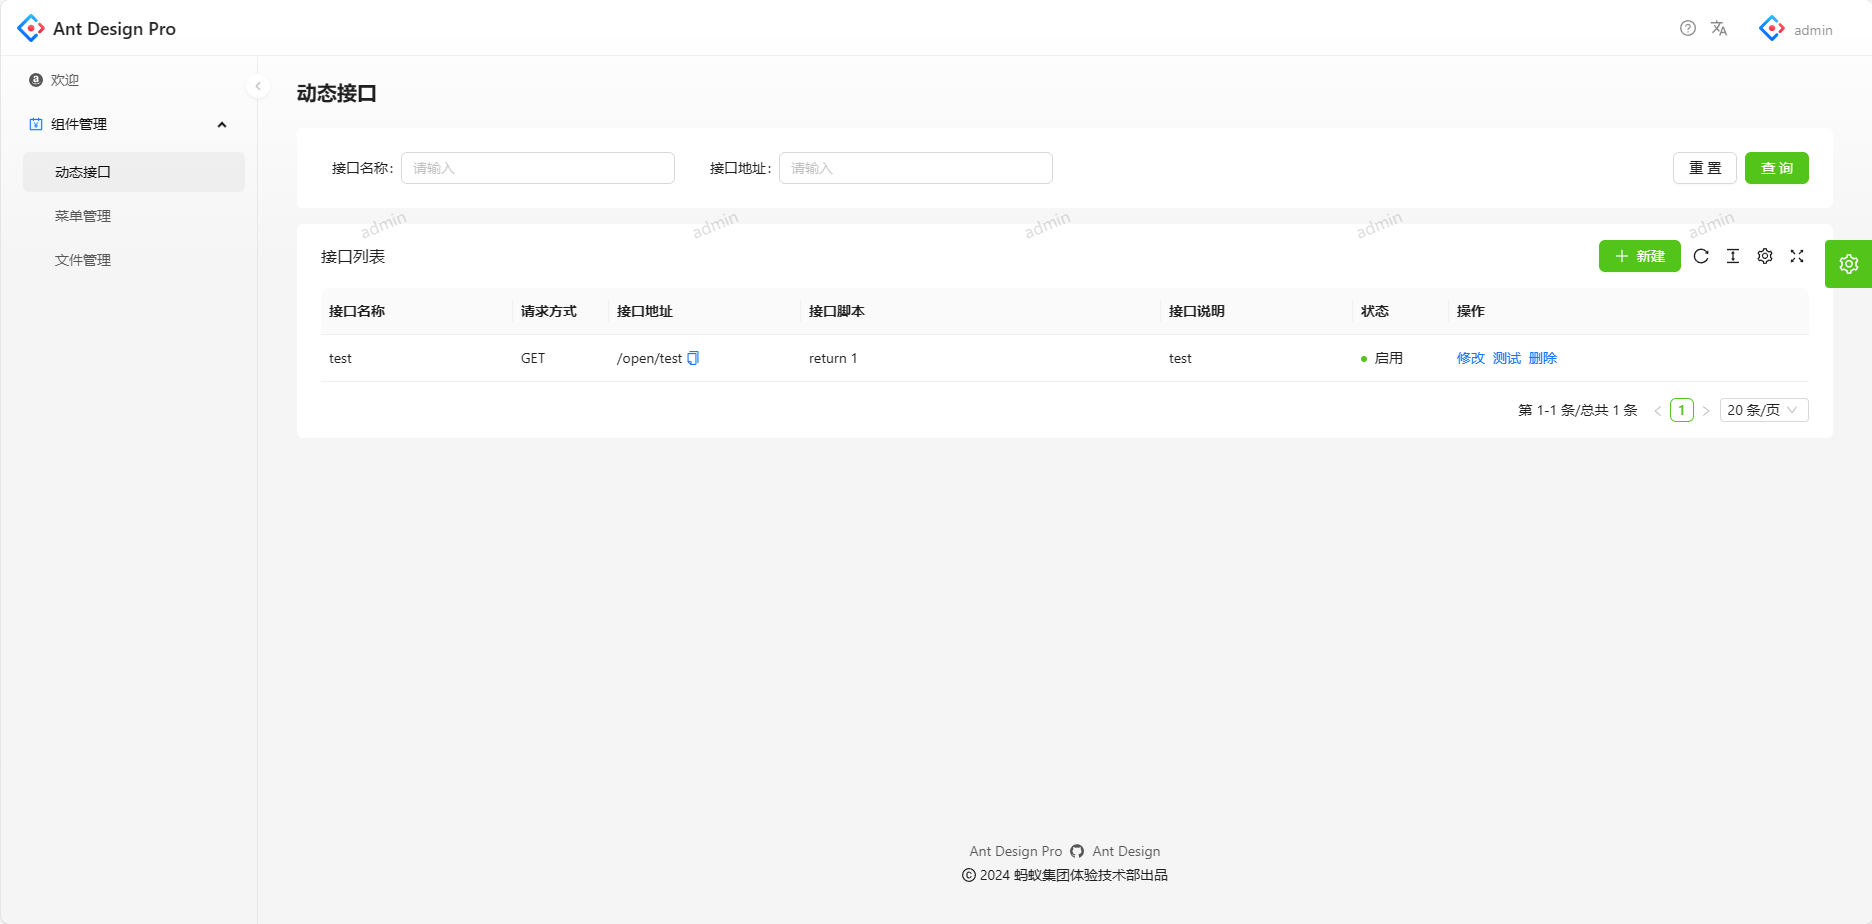 Ant Design Pro
admin
欢迎
组件管理
动态接口
菜单管理
文件管理
动态接口
接口名称: 请输入 接口地址: 请输入 重 置 查 询
admin admin admin admin admin
接口列表 新建
接口名称 请求方式 接口地址 接口脚本 接口说明 状态 操作
test GET /open/test return 1 test 启用 修改 测试 删除
第 1-1 条/总共 1 条 < 1 > 20 条/页
Ant Design Pro Ant Design
© 2024 蚂蚁集团体验技术部出品